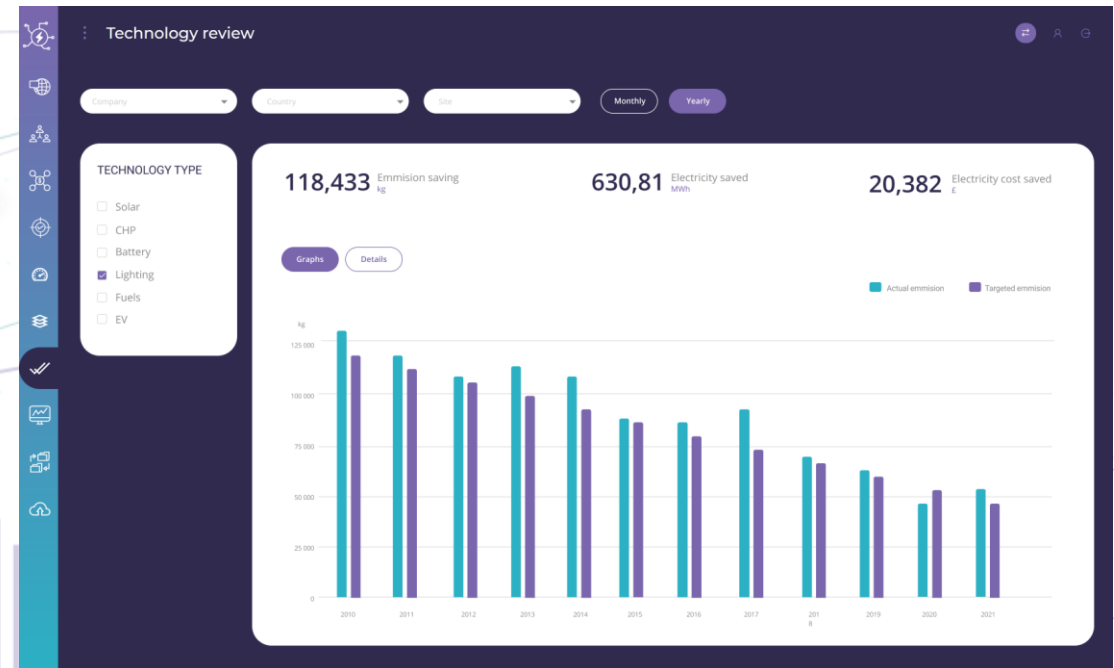 Technology review
Company
Country
Site
Monthly
Yearly
TECHNOLOGY TYPE
Solar
CHP
Battery
Lighting
Fuels
EV
118,433 Emmision saving
kg
630,81 Electricity saved
MWh
20,382 Electricity cost saved
£
Graphs
Details
Actual emmision
Targeted emmision
kg
125 000
100 000
75 000
50 000
25 000
0
2010 2011 2012 2013 2014 2015 2016 2017 201 2019 2020 2021
8